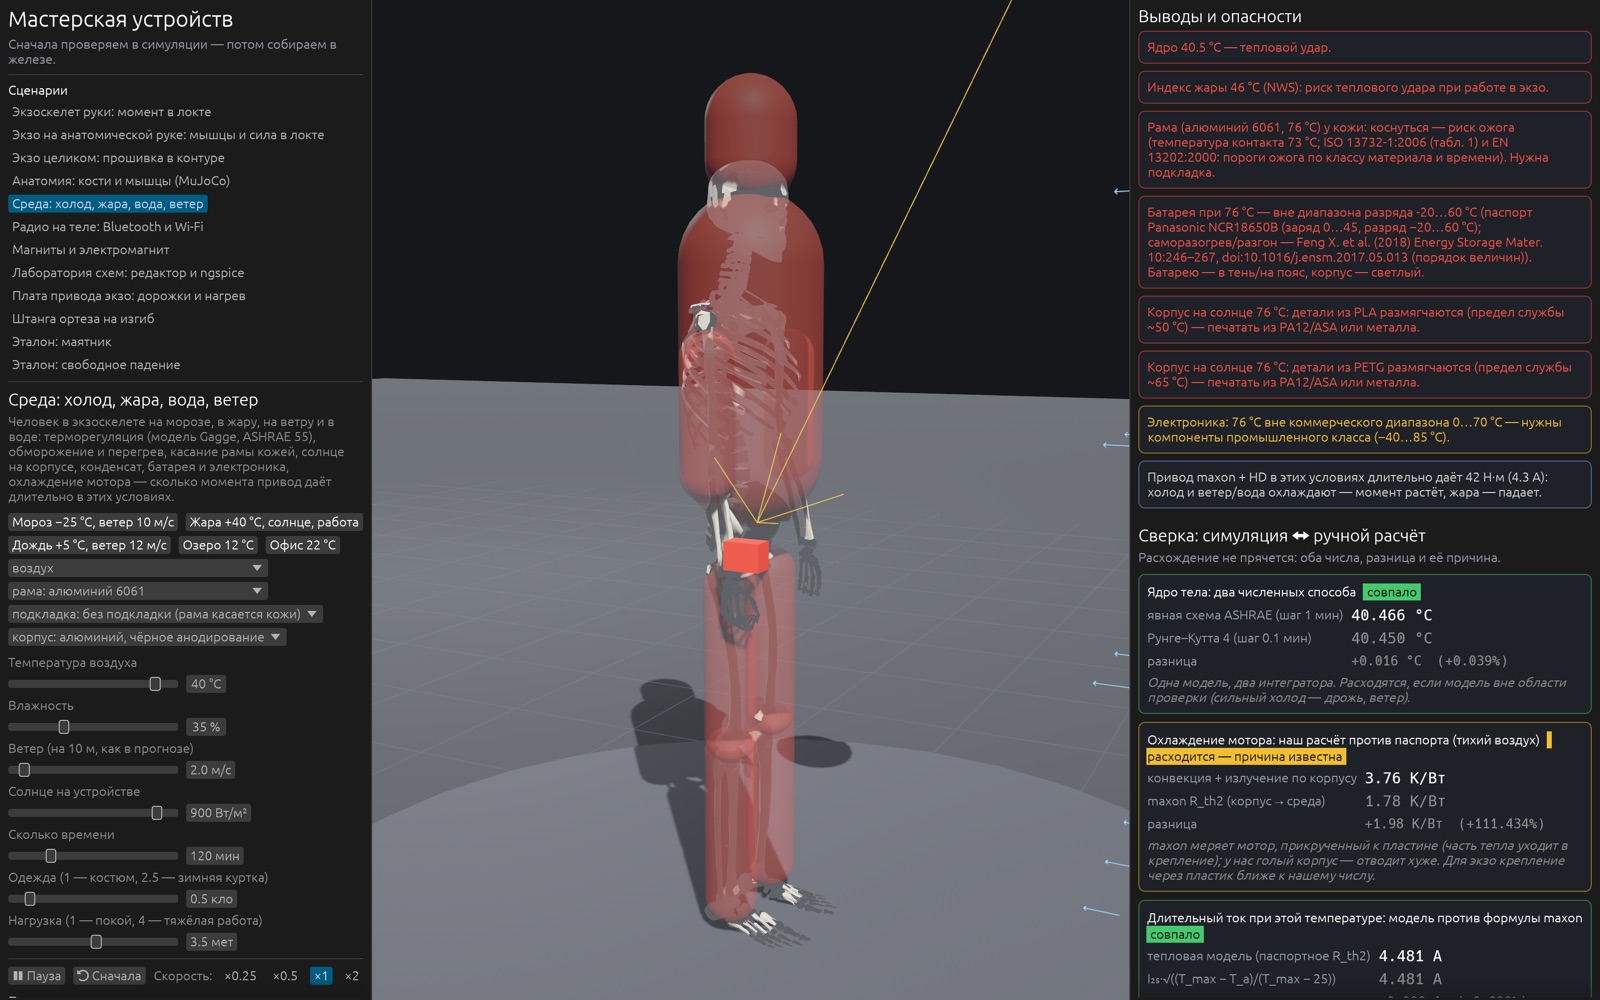 Мастерская устройств
Сначала проверяем в симуляции — потом собираем в
железе.
Сценарии
Экзоскелет руки: момент в локте
Экзо на анатомической руке: мышцы и сила в локте
Экзо целиком: прошивка в контуре
Анатомия: кости и мышцы (MuJoCo)
Среда: холод, жара, вода, ветер
Радио на теле: Bluetooth и Wi-Fi
Магниты и электромагнит
Лаборатория схем: редактор и ngspice
Плата привода экзо: дорожки и нагрев
Штанга ортеза на изгиб
Эталон: маятник
Эталон: свободное падение
Среда: холод, жара, вода, ветер
Человек в экзоскелете на морозе, в жару, на ветру и в
воде: терморегуляция (модель Gagge, ASHRAE 55),
обморожение и перегрев, касание рамы кожей, солнце
на корпусе, конденсат, батарея и электроника,
охлаждение мотора — сколько момента привод даёт
длительно в этих условиях.
Мороз −25 °C, ветер 10 м/с
Жара +40 °C, солнце, работа
Дождь +5 °C, ветер 12 м/с
Озеро 12 °C
Офис 22 °C
воздух
рама: алюминий 6061
подкладка: без подкладки (рама касается кожи)
корпус: алюминий, чёрное анодирование
Температура воздуха
40 °C
Влажность
35 %
Ветер (на 10 м, как в прогнозе)
2.0 м/с
Солнце на устройстве
900 Вт/м²
Сколько времени
120 мин
Одежда (1 — костюм, 2.5 — зимняя куртка)
0.5 кло
Нагрузка (1 — покой, 4 — тяжёлая работа)
3.5 мет
Пауза
Сначала
Скорость:
×0.25
×0.5
×1
×2
Выводы и опасности
Ядро 40.5 °C — тепловой удар.
Индекс жары 46 °C (NWS): риск теплового удара при работе в экзо.
Рама (алюминий 6061, 76 °C) у кожи: коснуться — риск ожога
(температура контакта 73 °C; ISO 13732-1:2006 (табл. 1) и EN
13202:2000: пороги ожога по классу материала и времени). Нужна
подкладка.
Батарея при 76 °C — вне диапазона разряда -20…60 °C (паспорт
Panasonic NCR18650B (заряд 0…45, разряд −20…60 °C);
саморазогрев/разгон — Feng X. et al. (2018) Energy Storage Mater.
10:246–267, doi:10.1016/j.ensm.2017.05.013 (порядок величин)).
Батарею — в тень/на пояс, корпус — светлый.
Корпус на солнце 76 °C: детали из PLA размягчаются (предел службы
~50 °C) — печатать из PA12/ASA или металла.
Корпус на солнце 76 °C: детали из PETG размягчаются (предел службы
~65 °C) — печатать из PA12/ASA или металла.
Электроника: 76 °C вне коммерческого диапазона 0…70 °C — нужны
компоненты промышленного класса (−40…85 °C).
Привод maxon + HD в этих условиях длительно даёт 42 Н·м (4.3 А):
холод и ветер/вода охлаждают — момент растёт, жара — падает.
Сверка: симуляция ⬌ ручной расчёт
Расхождение не прячется: оба числа, разница и её причина.
Ядро тела: два численных способа совпало
явная схема ASHRAE (шаг 1 мин) 40.466 °C
Рунге–Кутта 4 (шаг 0.1 мин) 40.450 °C
разница +0.016 °C (+0.039%)
Одна модель, два интегратора. Расходятся, если модель вне области
проверки (сильный холод — дрожь, ветер).
Охлаждение мотора: наш расчёт против паспорта (тихий воздух)
расходится — причина известна
конвекция + излучение по корпусу 3.76 К/Вт
maxon R_th2 (корпус→среда) 1.78 К/Вт
разница +1.98 К/Вт (+111.434%)
maxon меряет мотор, прикрученный к пластине (часть тепла уходит в
крепление); у нас голый корпус — отводит хуже. Для экзо крепление
через пластик ближе к нашему числу.
Длительный ток при этой температуре: модель против формулы maxon
совпало
тепловая модель (паспортное R_th2) 4.481 А
I₂₅·√((T_max − T_a)/(T_max − 25)) 4.481 А